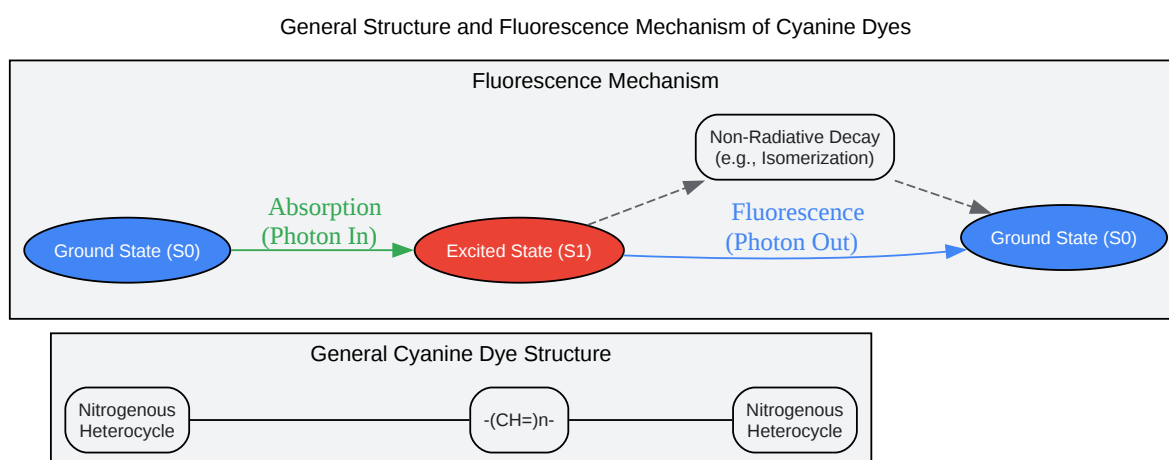 General Structure and Fluorescence Mechanism of Cyanine Dyes
Fluorescence Mechanism
Non-Radiative Decay
(e.g., Isomerization)
Absorption
(Photon In)
Fluorescence
(Photon Out)
Ground State (S0)
Excited State (S1)
Ground State (S0)
General Cyanine Dye Structure
Nitrogenous
Heterocycle
-(CH=)n-
Nitrogenous
Heterocycle